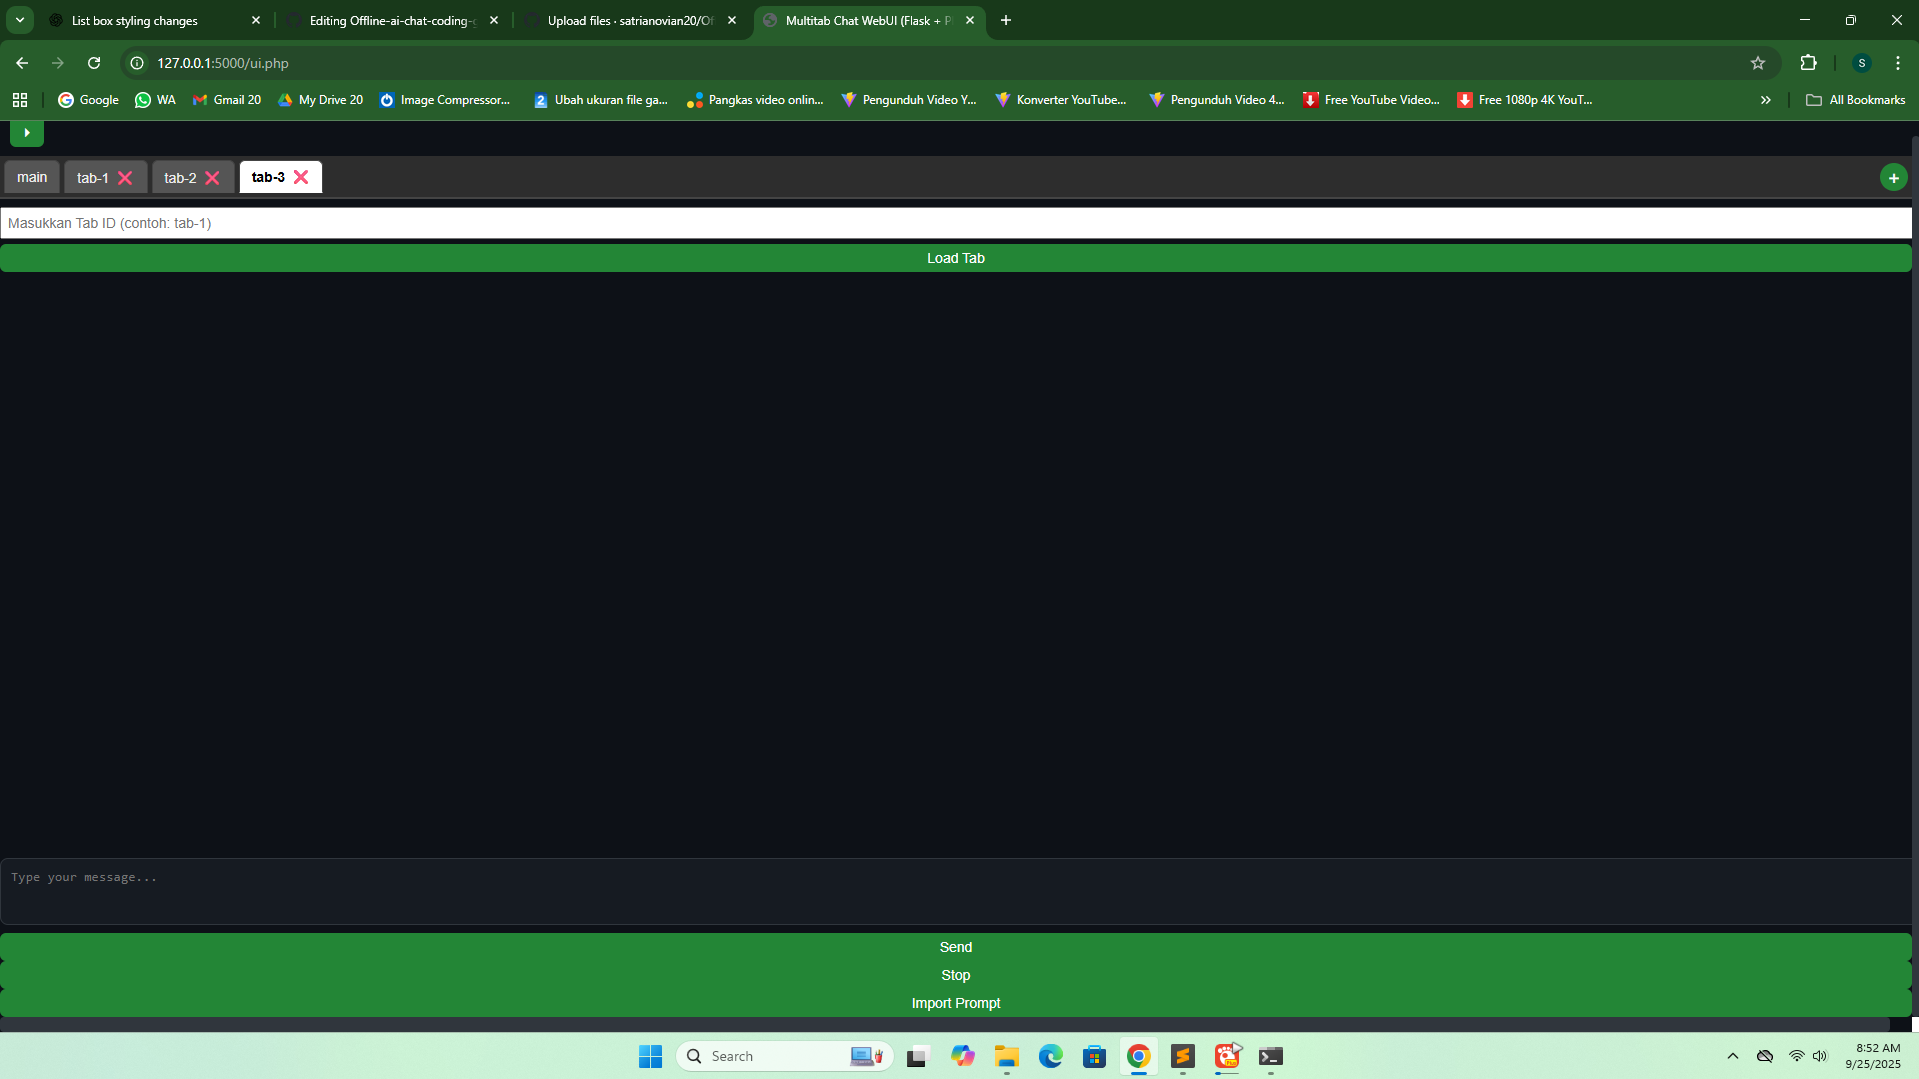 List box styling changes
Editing Offline-ai-chat-coding-g
Upload files · satrianovian20/Of
Multitab Chat WebUI (Flask + P
127.0.0.1:5000/ui.php
S
Google
WA
Gmail 20
My Drive 20
Image Compressor...
Ubah ukuran file ga...
Pangkas video onlin...
Pengunduh Video Y...
Konverter YouTube...
Pengunduh Video 4...
Free YouTube Video...
Free 1080p 4K YouT...
All Bookmarks
main
tab-1
tab-2
tab-3
+
Masukkan Tab ID (contoh: tab-1)
Load Tab
Type your message...
Send
Stop
Import Prompt
Search
8:52 AM
9/25/2025